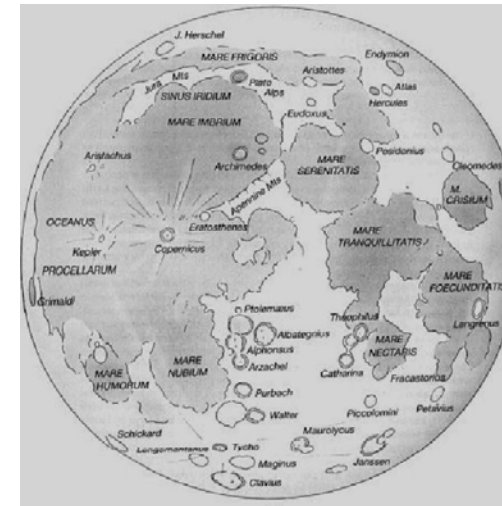 J. Herschel
MARE FRIGORIS
Endymion
Jura Mts
Plato
Aristottes
Alps
Atlas
SINUS IRIDIUM
Hercules
Eudoxus
MARE IMBRIUM
Posidonius
Aristachus
Archimedes
MARE
SERENITATIS
Cleomedes
M.
CRISIUM
Apennine Mts
OCEANUS
Eratosthenes
Kepler
Copernicus
MARE
TRANQUILLITATIS
PROCELLARUM
MARE
FOECUNDITATIS
Grimaldi
Ptolemaus
Theophilus
Langrenus
Albategnius
Alphonsus
MARE
NECTARIS
Arzachel
MARE
HUMORUM
MARE
NUBIUM
Catharina
Fracastorius
Purbach
Petavius
Walter
Piccolomini
Schickard
Maurolycus
Longomontanus
Tycho
Janssen
Maginus
Clavius